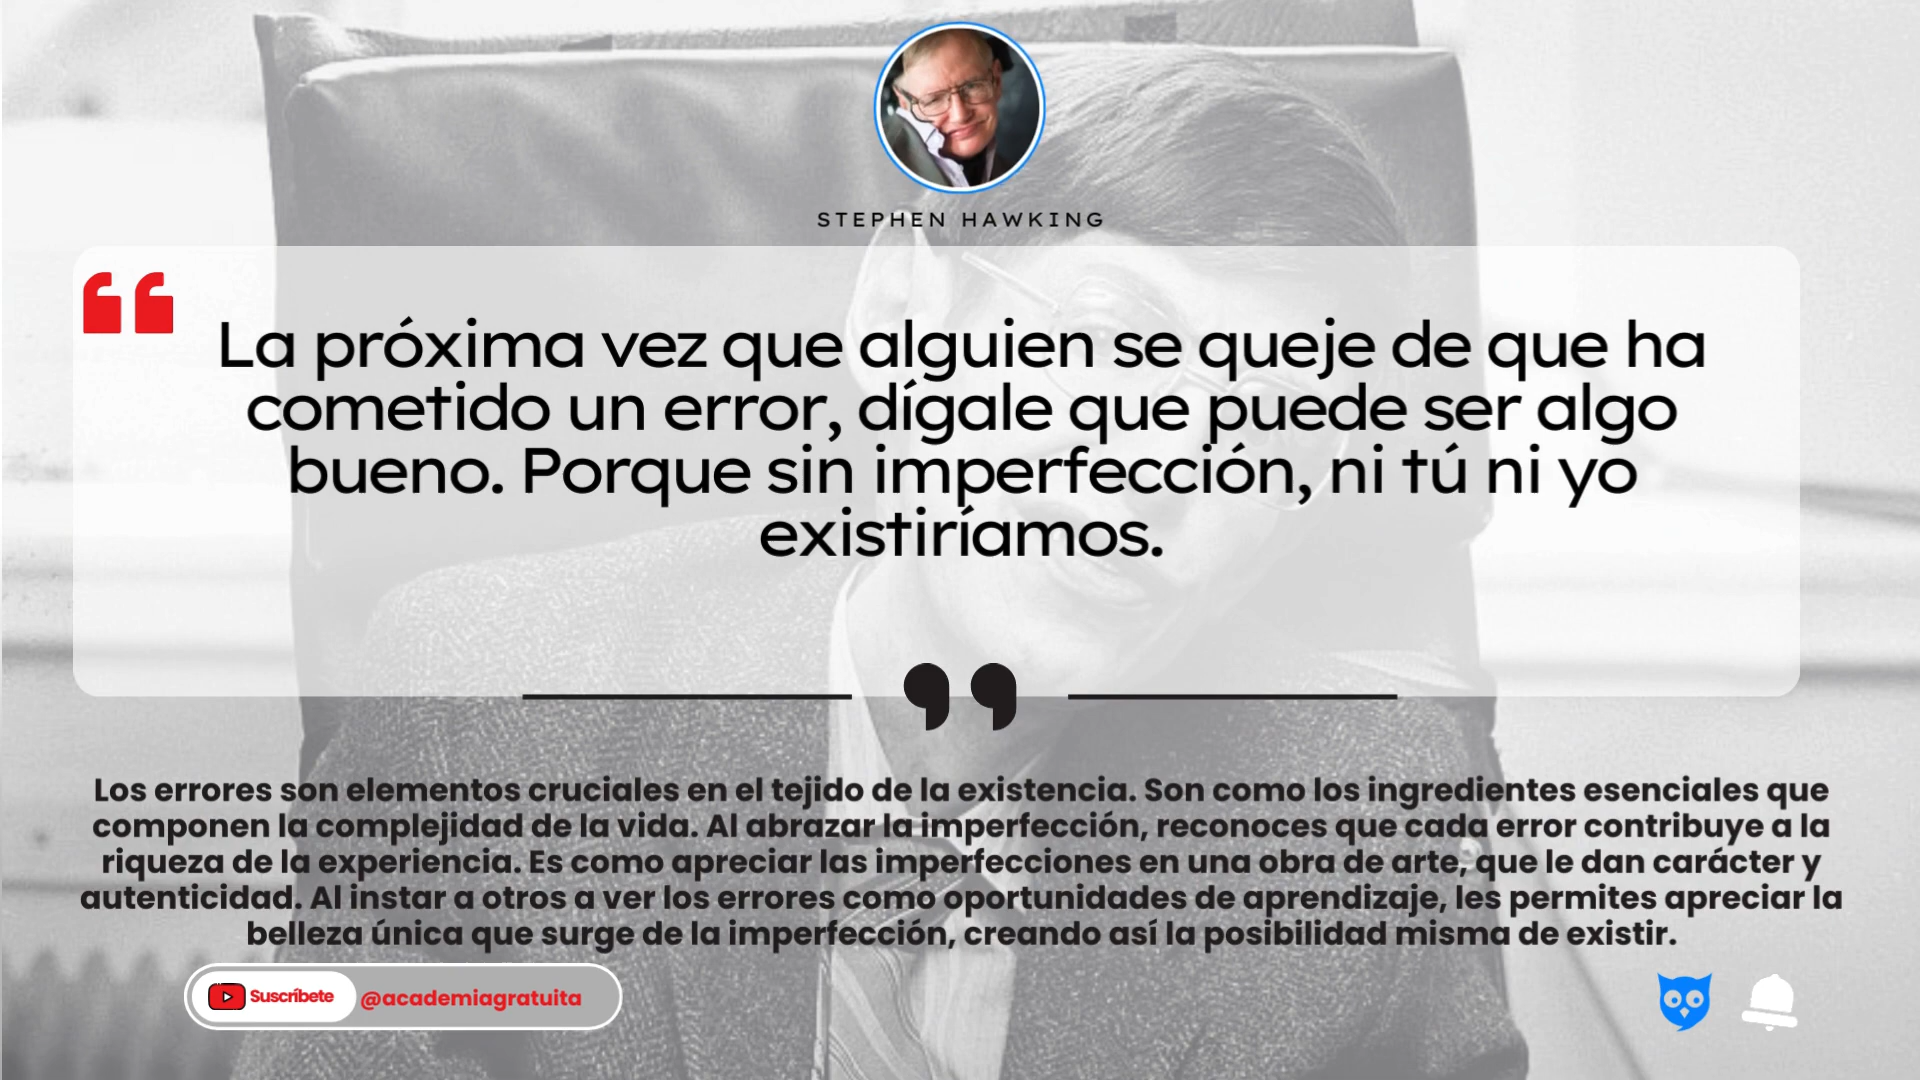 STEPHEN HAWKING
La próxima vez que alguien se queje de que ha
cometido un error, dígale que puede ser algo
bueno. Porque sin imperfección, ni tú ni yo
existiríamos.
Los errores son elementos cruciales en el tejido de la existencia. Son como los ingredientes esenciales que
componen la complejidad de la vida. Al abrazar la imperfección, reconoces que cada error contribuye a la
riqueza de la experiencia. Es como apreciar las imperfecciones en una obra de arte, que le dan carácter y
autenticidad. Al instar a otros a ver los errores como oportunidades de aprendizaje, les permites apreciar la
belleza única que surge de la imperfección, creando así la posibilidad misma de existir.
Suscríbete @academiagratuita